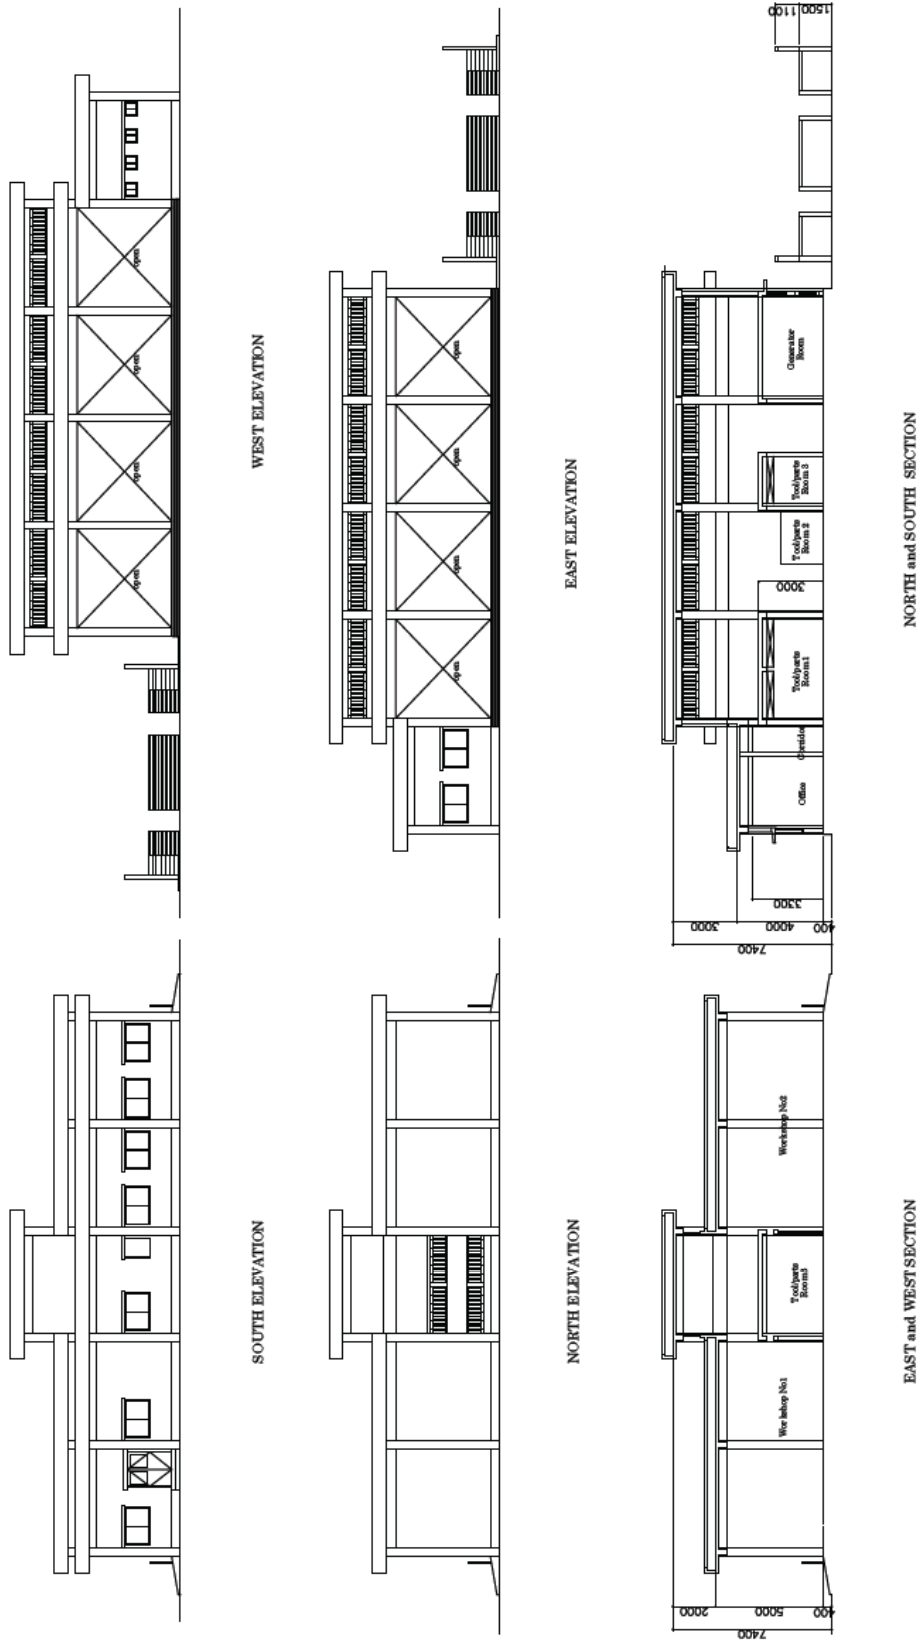 WEST ELEVATION
open
open
open
open
EAST ELEVATION
open
open
open
open
NORTH and SOUTH SECTION
1100
1500
Generator
Room
Tool/parts
Room 3
Tool/parts
Room 2
3000
Tool/parts
Room1
Corridor
Office
3300
3000
4000
400
7400
SOUTH ELEVATION
NORTH ELEVATION
EAST and WEST SECTION
Workshop No2
Tool/parts
Room3
Workshop No1
2000
5000
400
7400